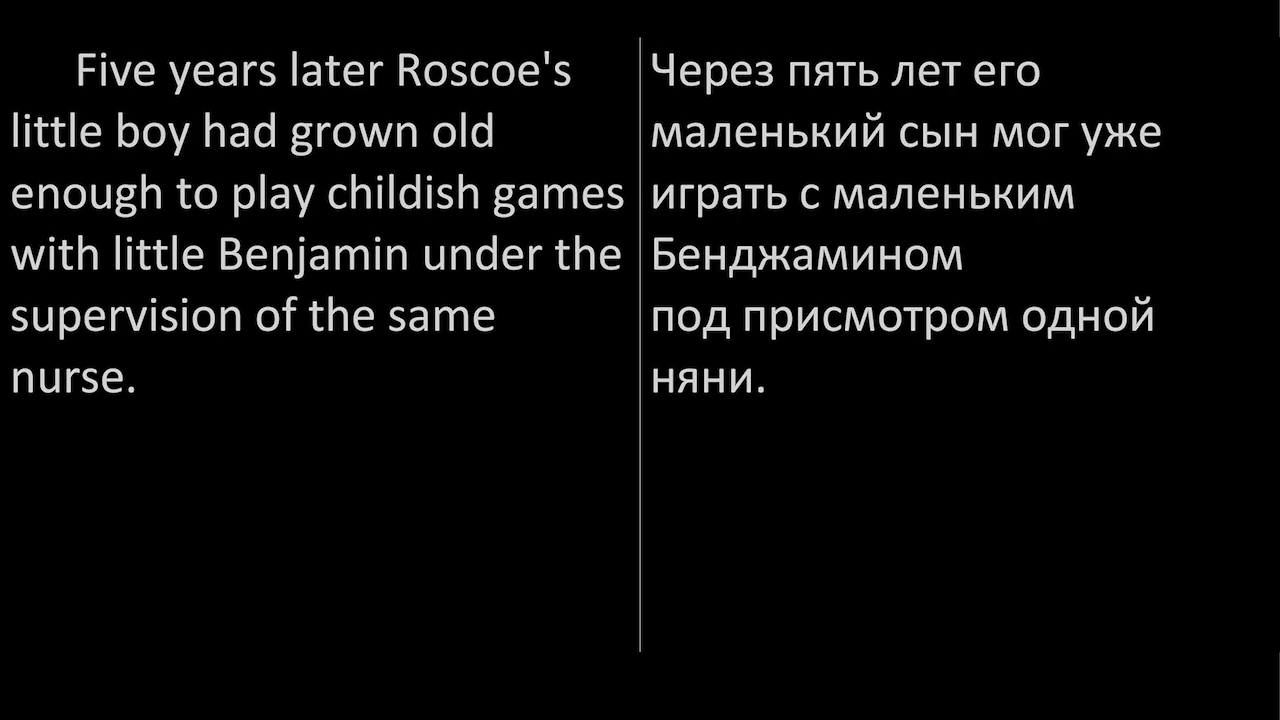 Five years later Roscoe's
little boy had grown old
enough to play childish games
with little Benjamin under the
supervision of the same
nurse.
Через пять лет его
маленький сын мог уже
играть с маленьким
Бенджамином
под присмотром одной
няни.